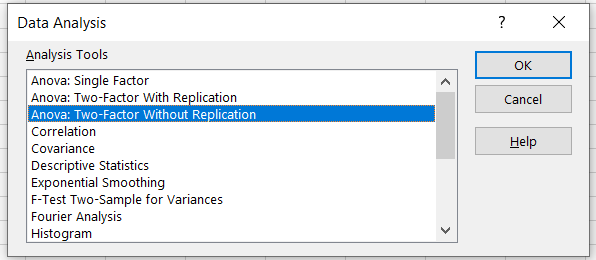 Data Analysis
?
Analysis Tools
Anova: Single Factor
Anova: Two-Factor With Replication
Anova: Two-Factor Without Replication
Correlation
Covariance
Descriptive Statistics
Exponential Smoothing
F-Test Two-Sample for Variances
Fourier Analysis
Histogram
OK
Cancel
Help